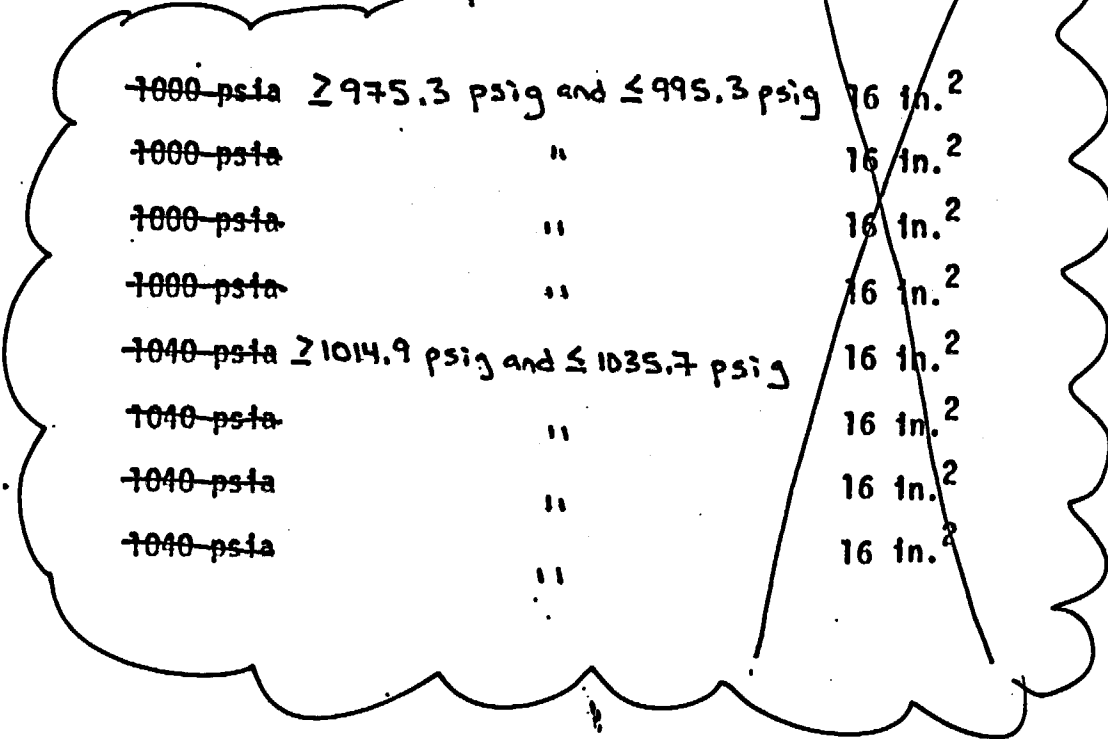 1000 psia ≥975.3 psig and ≤995.3 psig 16 in.2
1000 psia " 16 in.2
1000 psia " 16 in.2
1000 psia " 16 in.2
1040 psia ≥1014.9 psig and ≤1035.7 psig 16 in.2
1040 psia " 16 in.2
1040 psia " 16 in.2
1040 psia " 16 in.2